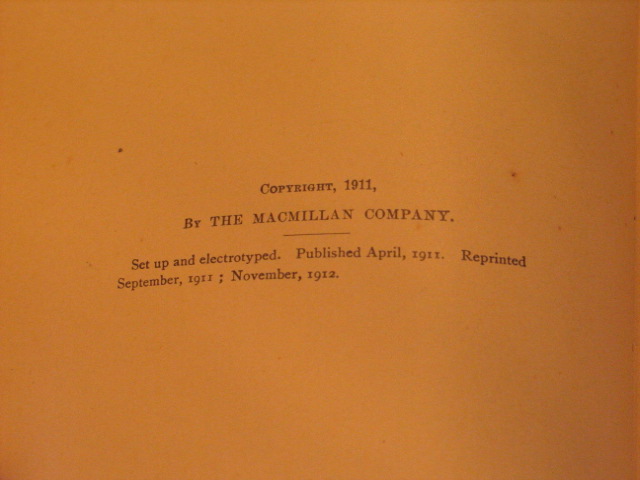 COPYRIGHT, 1911,
BY THE MACMILLAN COMPANY.
Set up and electrotyped. Published April, 1911. Reprinted
September, 1911 ; November, 1912.